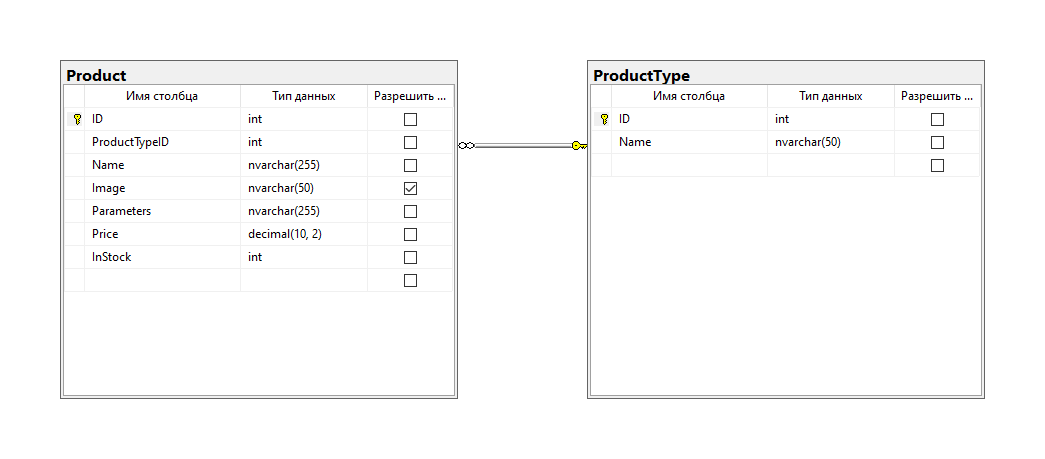 Product
Имя столбца Тип данных Разрешить ...
ID int
ProductTypeID int
Name nvarchar(255)
Image nvarchar(50)
Parameters nvarchar(255)
Price decimal(10, 2)
InStock int
ProductType
Имя столбца Тип данных Разрешить ...
ID int
Name nvarchar(50)